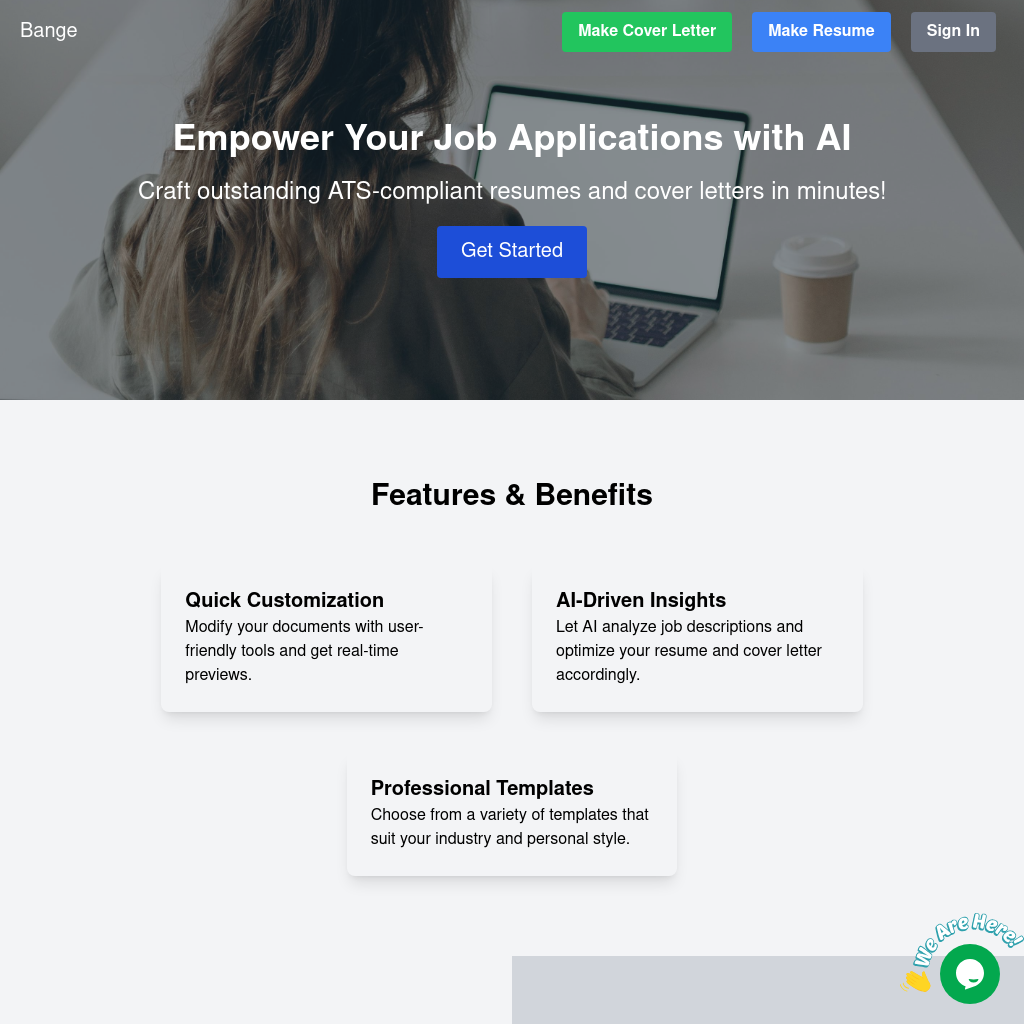 Bange
Make Cover Letter
Make Resume
Sign In
Empower Your Job Applications with AI
Craft outstanding ATS-compliant resumes and cover letters in minutes!
Get Started
Features & Benefits
Quick Customization
Modify your documents with user-
friendly tools and get real-time
previews.
AI-Driven Insights
Let AI analyze job descriptions and
optimize your resume and cover letter
accordingly.
Professional Templates
Choose from a variety of templates that
suit your industry and personal style.
We Are Here!